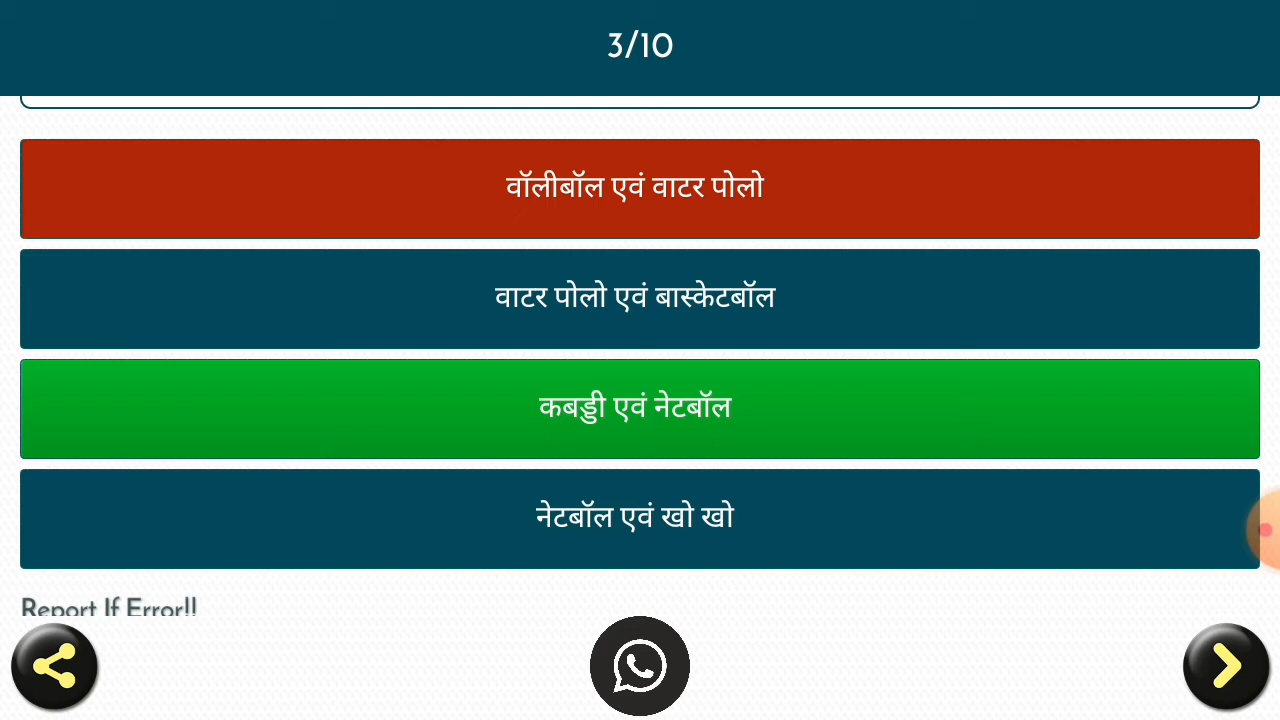 3/10
वॉलीबॉल एवं वाटर पोलो
वाटर पोलो एवं बास्केटबॉल
कबड्डी एवं नेटबॉल
नेटबॉल एवं खो खो
Report If Error!!